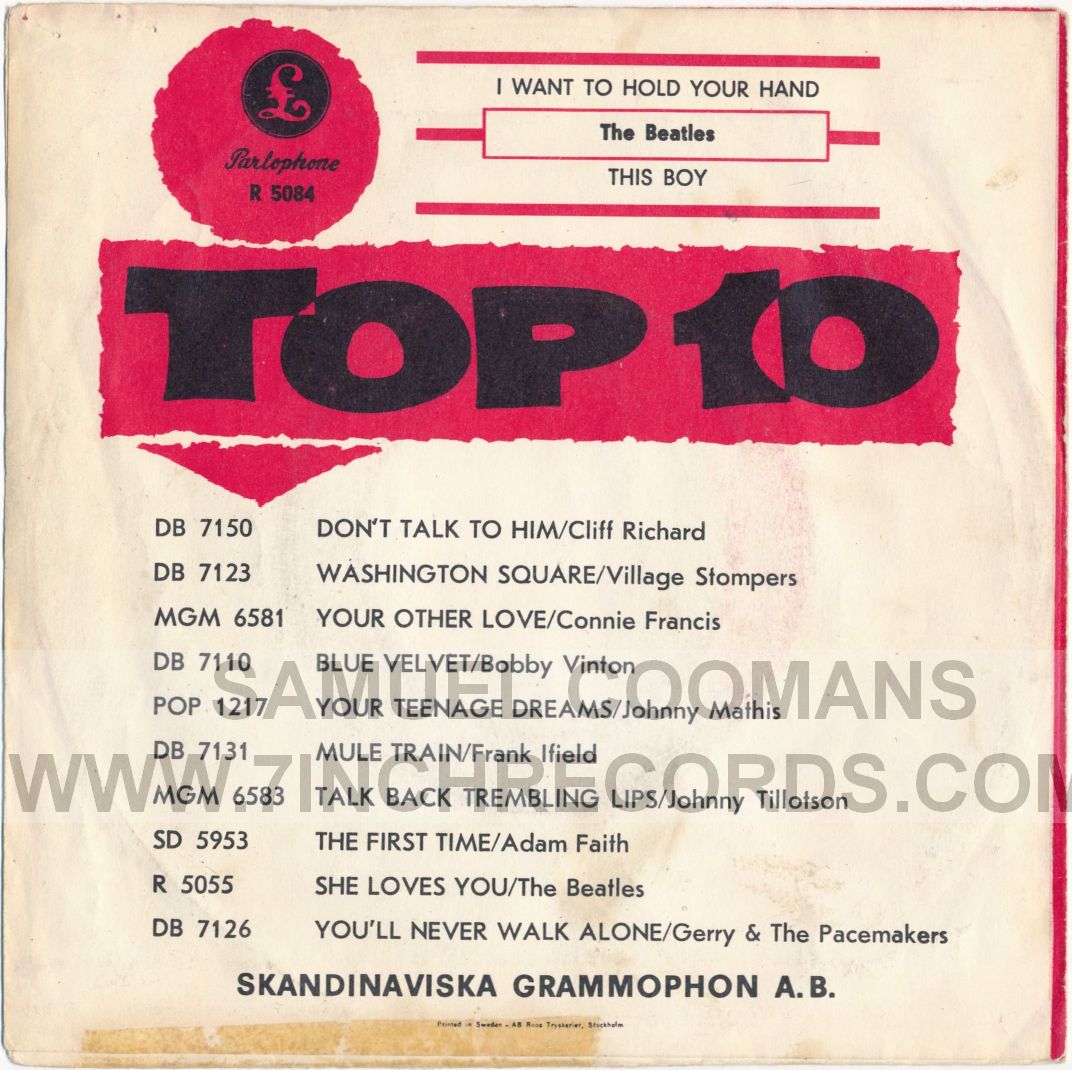 £
Parlophone
R 5084
I WANT TO HOLD YOUR HAND
The Beatles
THIS BOY
TOP 10
DB 7150 DON'T TALK TO HIM/Cliff Richard
DB 7123 WASHINGTON SQUARE/Village Stompers
MGM 6581 YOUR OTHER LOVE/Connie Francis
DB 7110 BLUE VELVET/Bobby Vinton
SAMUEL COOMANS
POP 1217 YOUR TEENAGE DREAMS/Johnny Mathis
DB 7131 MULE TRAIN/Frank Ifield
WWW.7INCHRECORDS.COM
MGM 6583 TALK BACK TREMBLING LIPS/Johnny Tillotson
SD 5953 THE FIRST TIME/Adam Faith
R 5055 SHE LOVES YOU/The Beatles
DB 7126 YOU'LL NEVER WALK ALONE/Gerry & The Pacemakers
SKANDINAVISKA GRAMMOPHON A.B.
Printed in Sweden - AB Roos Tryckerier, Stockholm